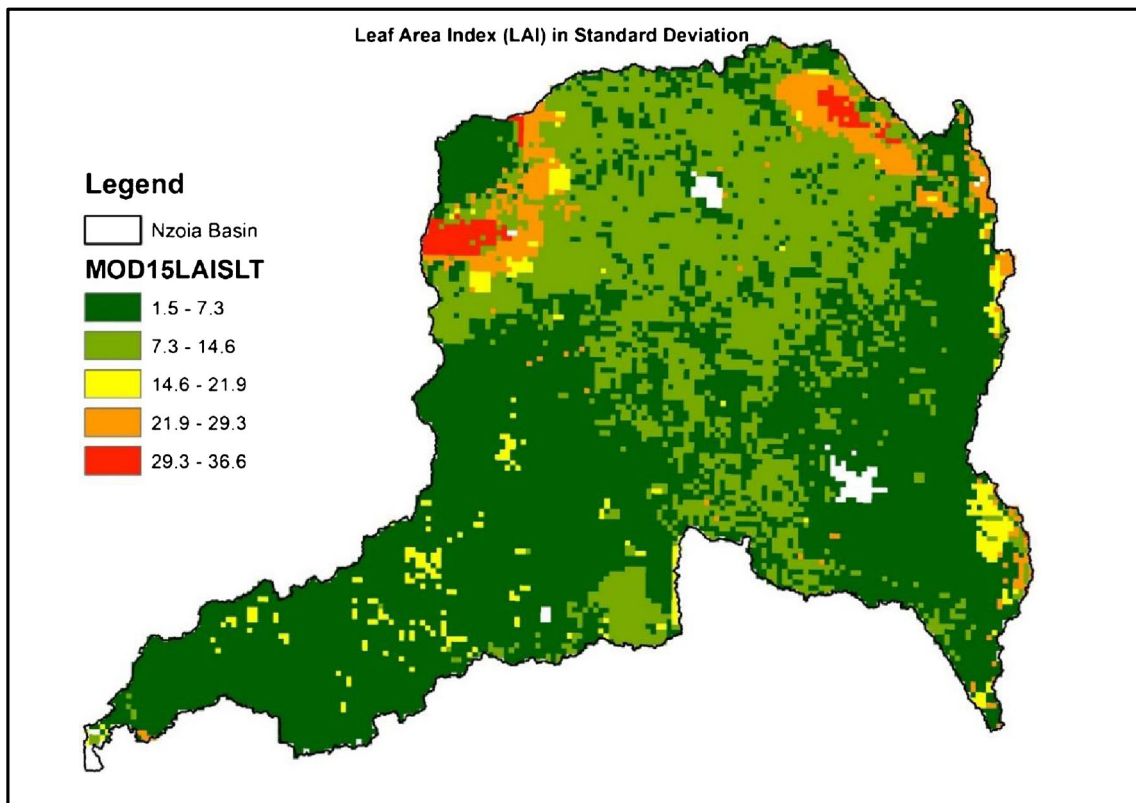 Leaf Area Index (LAI) in Standard Deviation
Legend
Nzoia Basin
MOD15LAISLT
1.5 - 7.3
7.3 - 14.6
14.6 - 21.9
21.9 - 29.3
29.3 - 36.6